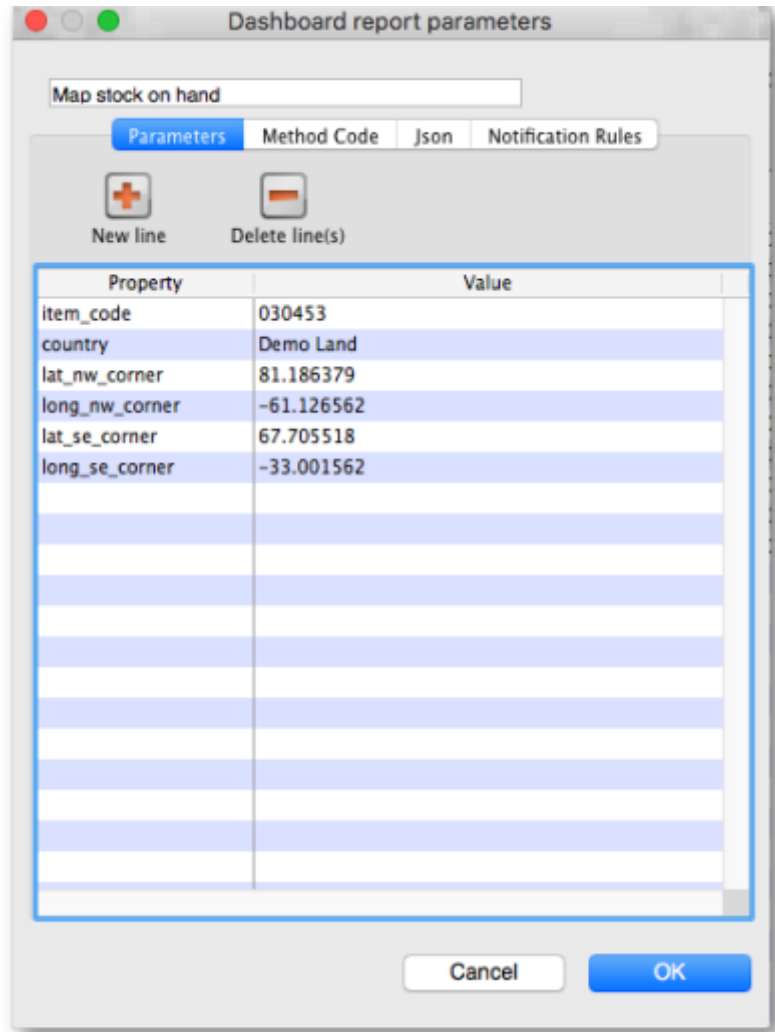 Dashboard report parameters
Map stock on hand
Parameters Method Code Json Notification Rules
New line Delete line(s)
Property Value
item_code 030453
country Demo Land
lat_nw_corner 81.186379
long_nw_corner -61.126562
lat_se_corner 67.705518
long_se_corner -33.001562
Cancel OK